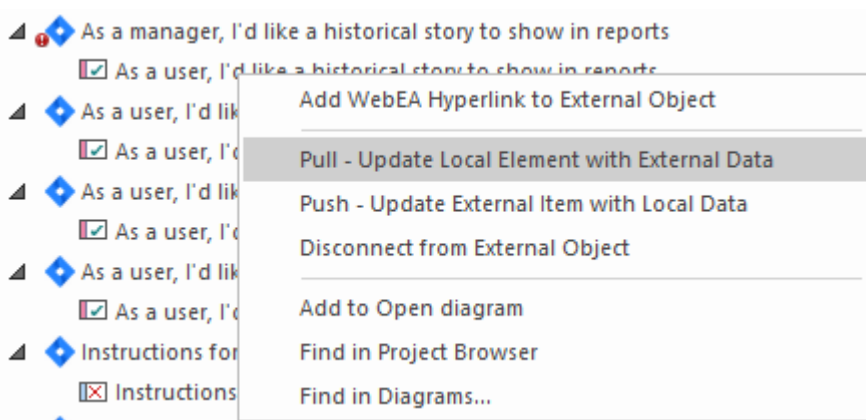 As a manager, I'd like a historical story to show in reports
As a user, I'd like a historical story to show in reports
As a user, I'd lik
As a user, I'd
As a user, I'd lik
As a user, I'd
As a user, I'd lik
As a user, I'd
Instructions for
Instructions
Add WebEA Hyperlink to External Object
Pull - Update Local Element with External Data
Push - Update External Item with Local Data
Disconnect from External Object
Add to Open diagram
Find in Project Browser
Find in Diagrams...